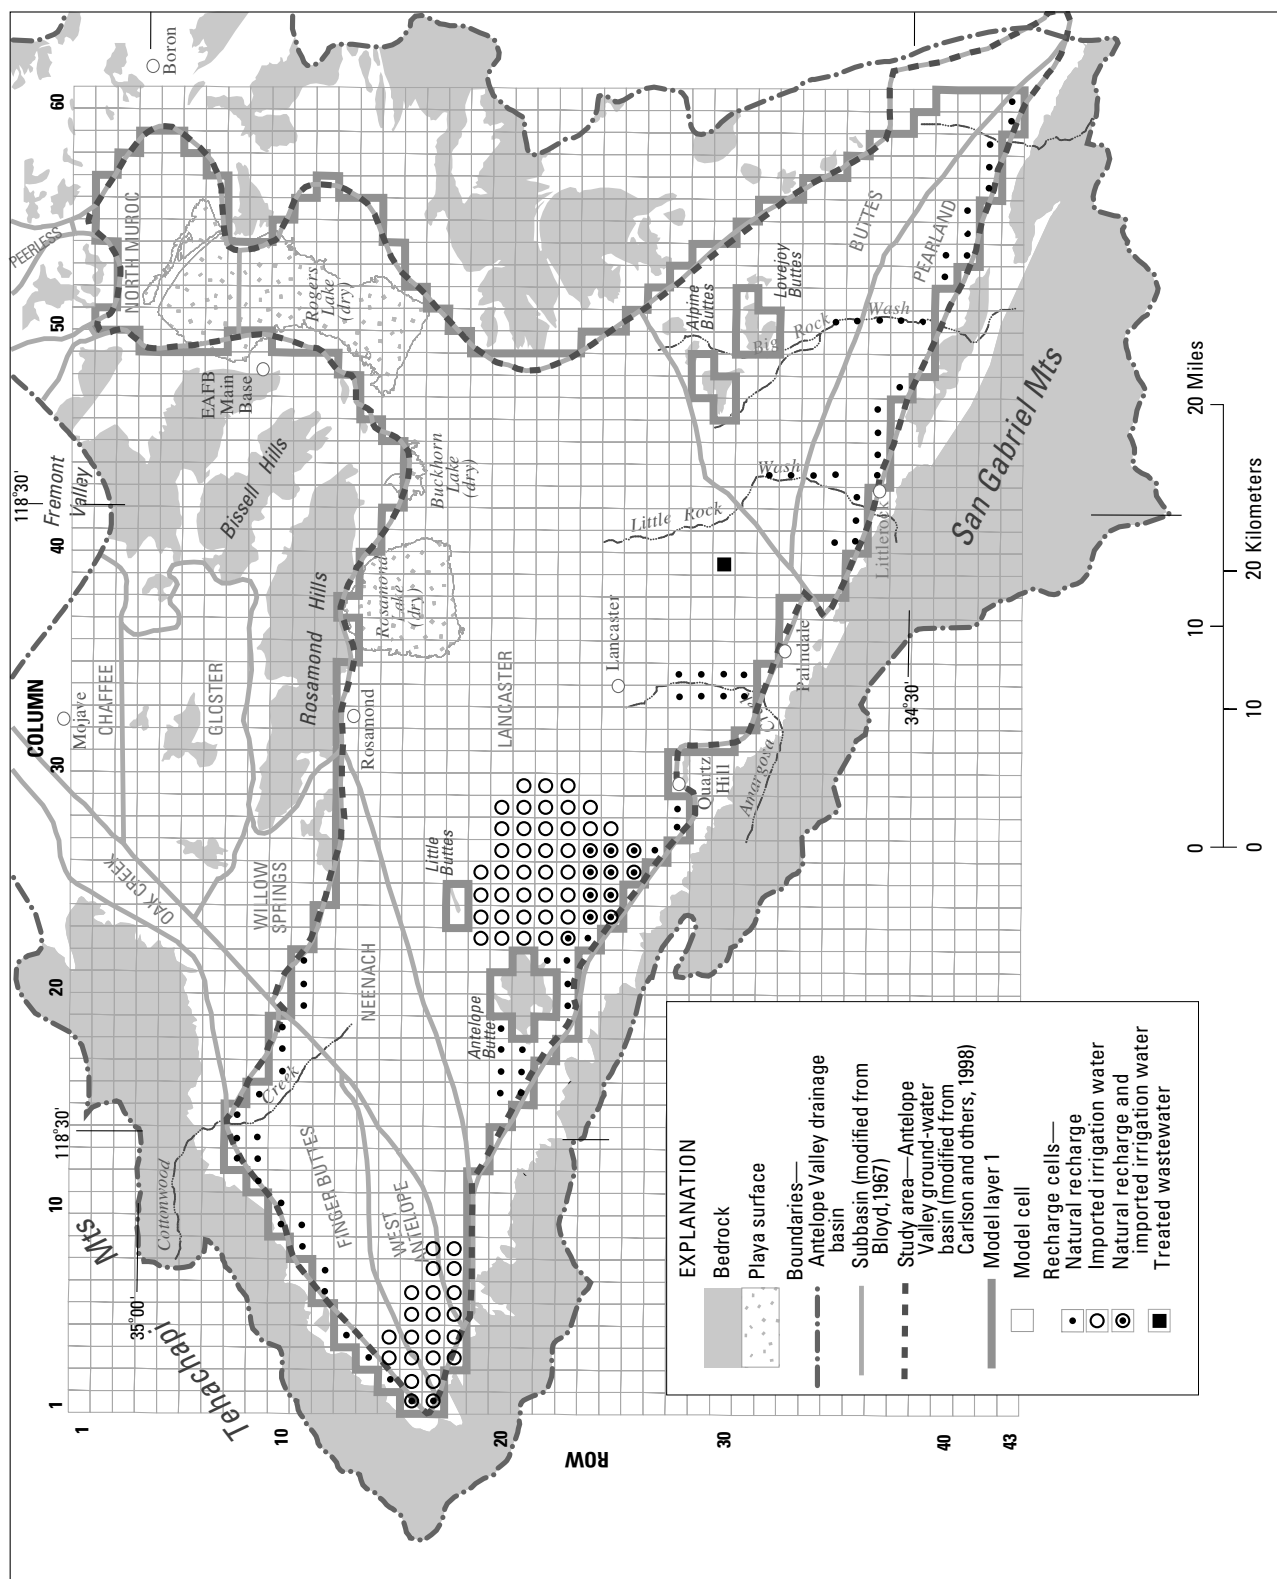 COLUMN
1
10
20
30
40
50
60
ROW
1
10
20
30
40
43
118°30'
118°30'
35°00'
34°30'
Tehachapi
Mts
Cottonwood
Creek
OAK CREEK
Mojave
CHAFFEE
GLOSTER
WILLOW
SPRINGS
FINGER BUTTES
WEST
ANTELOPE
NEENACH
Antelope
Butte
Little
Buttes
Rosamond Hills
Rosamond
Fremont
Valley
Bissell Hills
EAFB
Main
Base
PEERLESS
NORTH MUROC
Boron
Rogers
Lake
(dry)
Buckhorn
Lake
(dry)
Rosamond
Lake
(dry)
LANCASTER
Lancaster
Quartz
Hill
Palmdale
Amargosa Creek
Little Rock
Wash
Littlerock
Alpine
Buttes
Lovejoy
Buttes
Big Rock
Wash
BUTTES
PEARLAND
San Gabriel Mts
EXPLANATION
Bedrock
Playa surface
Boundaries—
Antelope Valley drainage
basin
Subbasin (modified from
Bloyd,1967)
Study area—Antelope
Valley ground-water
basin (modified from
Carlson and others, 1998)
Model layer 1
Model cell
Recharge cells—
Natural recharge
Imported irrigation water
Natural recharge and
imported irrigation water
Treated wastewater
0
10
20 Miles
0
10
20 Kilometers